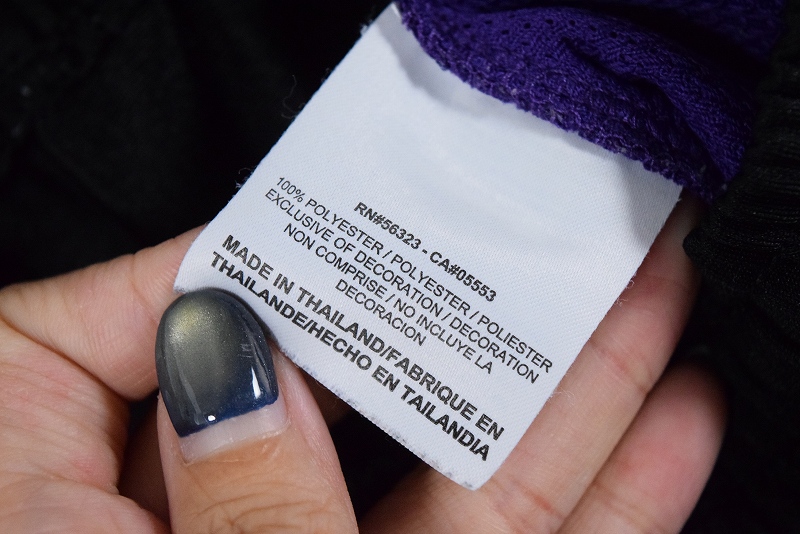 RN#56323 - CA#05553
100% POLYESTER / POLYESTER / POLIESTER
EXCLUSIVE OF DECORATION / DECORATION
NON COMPRISE / NO INCLUYE LA
DECORACION
MADE IN THAILAND/FABRIQUE EN
THAILANDE/HECHO EN TAILANDIA